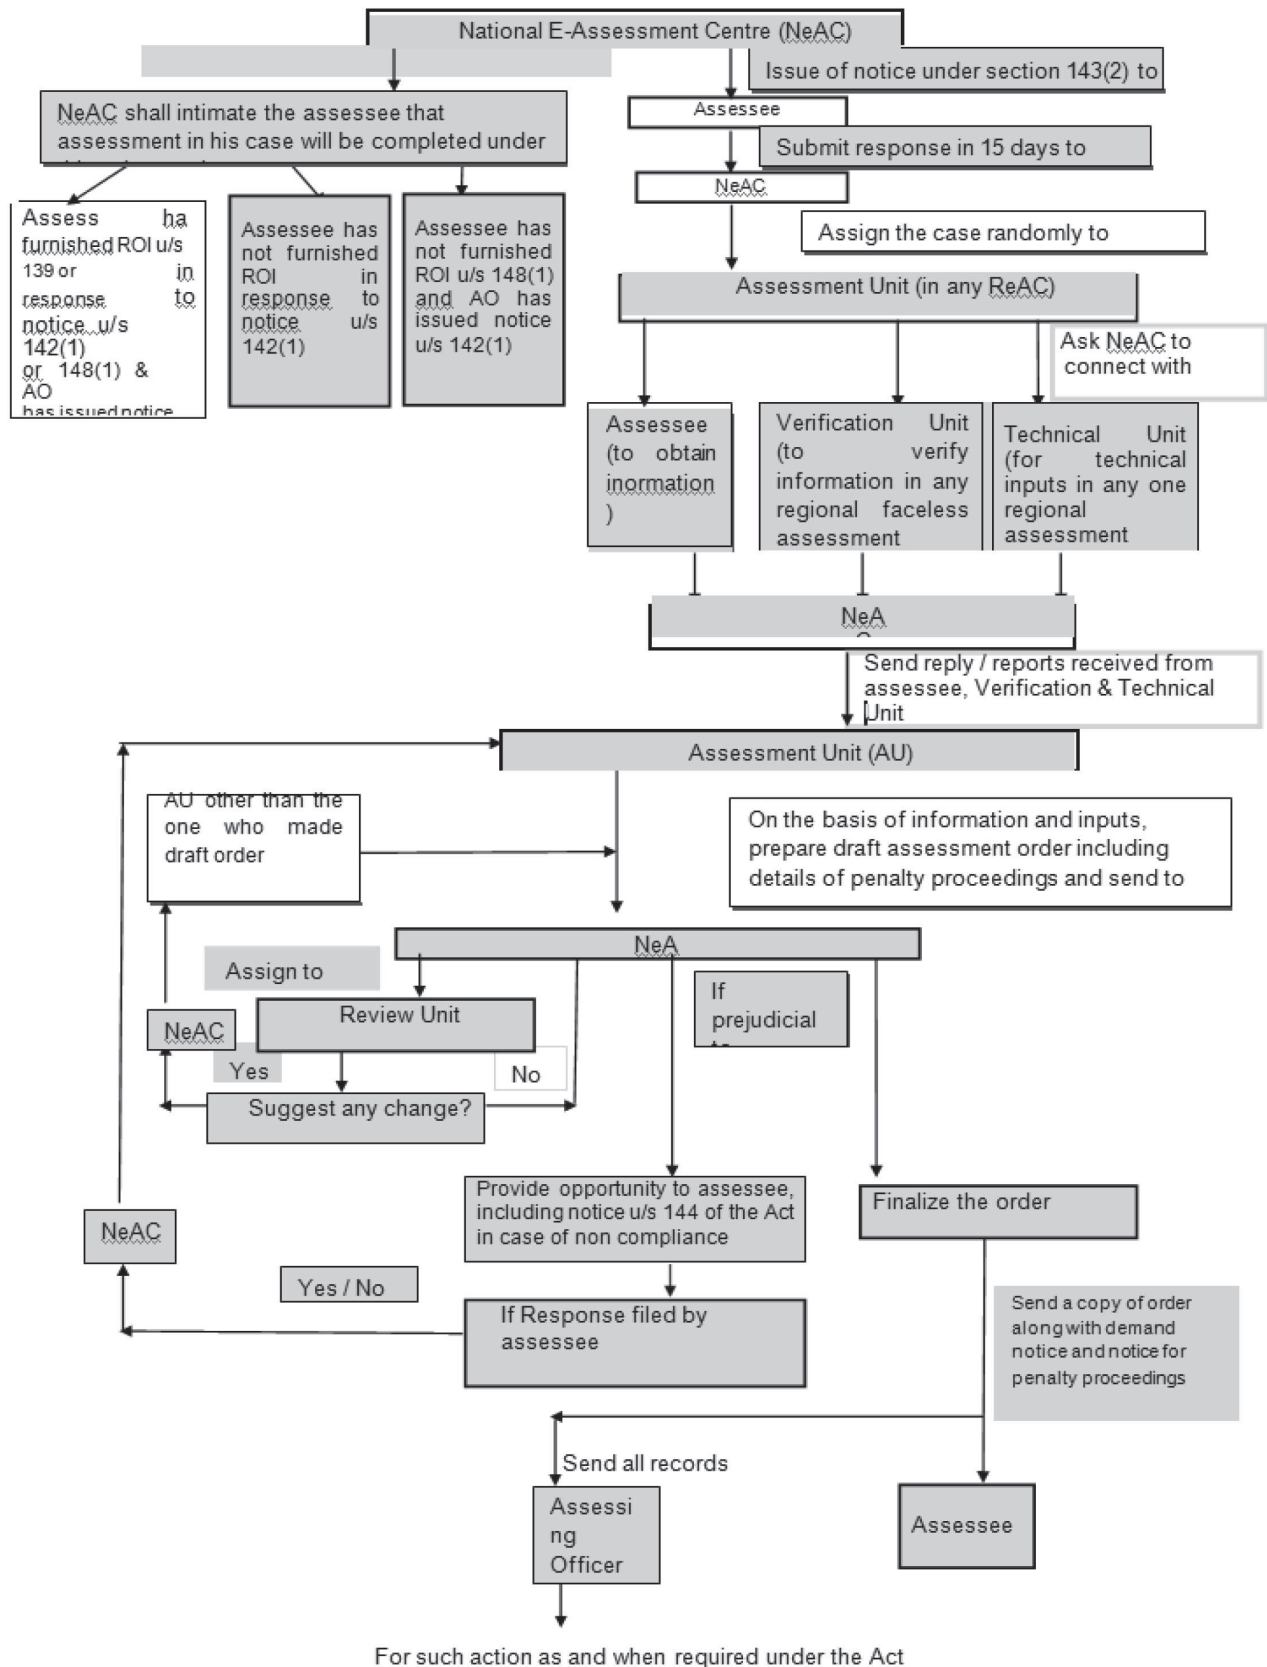 National E-Assessment Centre (NeAC)
Issue of notice under section 143(2) to
NeAC shall intimate the assessee that
assessment in his case will be completed under
Assessee
Submit response in 15 days to
NeAC
Assign the case randomly to
Assess ha
furnished ROI u/s
139 or in
response to
notice u/s
142(1)
or 148(1) &
AO
has issued notice
Assessee has
not furnished
ROI in
response to
notice u/s
142(1)
Assessee has
not furnished
ROI u/s 148(1)
and AO has
issued notice
u/s 142(1)
Assessment Unit (in any ReAC)
Ask NeAC to
connect with
Assessee
(to obtain
inormation
)
Verification Unit
(to verify
information in any
regional faceless
assessment
Technical Unit
(for technical
inputs in any one
regional
assessment
NeA
Send reply / reports received from
assessee, Verification & Technical
Unit
Assessment Unit (AU)
AU other than the
one who made
draft order
On the basis of information and inputs,
prepare draft assessment order including
details of penalty proceedings and send to
NeA
Assign to
If
prejudicial
Review Unit
NeAC
Yes
No
Suggest any change?
Provide opportunity to assessee,
including notice u/s 144 of the Act
in case of non compliance
Finalize the order
NeAC
Yes / No
If Response filed by
assessee
Send a copy of order
along with demand
notice and notice for
penalty proceedings
Send all records
Assessi
ng
Officer
Assessee
For such action as and when required under the Act